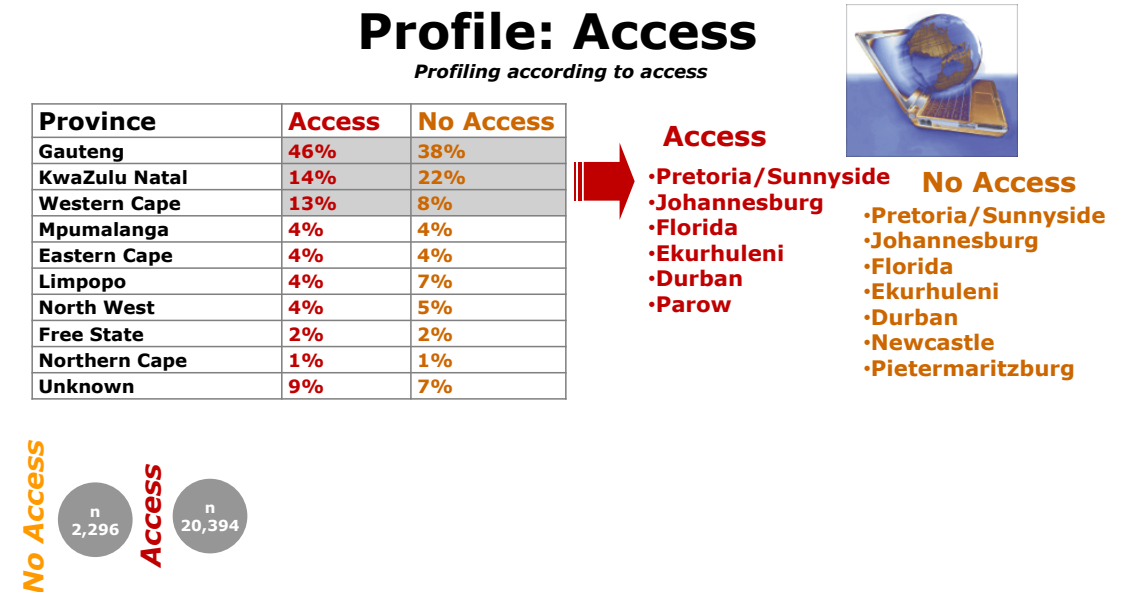 Profile: Access
Profiling according to access
Province Access No Access
Gauteng 46% 38%
KwaZulu Natal 14% 22%
Western Cape 13% 8%
Mpumalanga 4% 4%
Eastern Cape 4% 4%
Limpopo 4% 7%
North West 4% 5%
Free State 2% 2%
Northern Cape 1% 1%
Unknown 9% 7%
Access
•Pretoria/Sunnyside
•Johannesburg
•Florida
•Ekurhuleni
•Durban
•Parow
No Access
•Pretoria/Sunnyside
•Johannesburg
•Florida
•Ekurhuleni
•Durban
•Newcastle
•Pietermaritzburg
No Access
n
2,296
Access
n
20,394